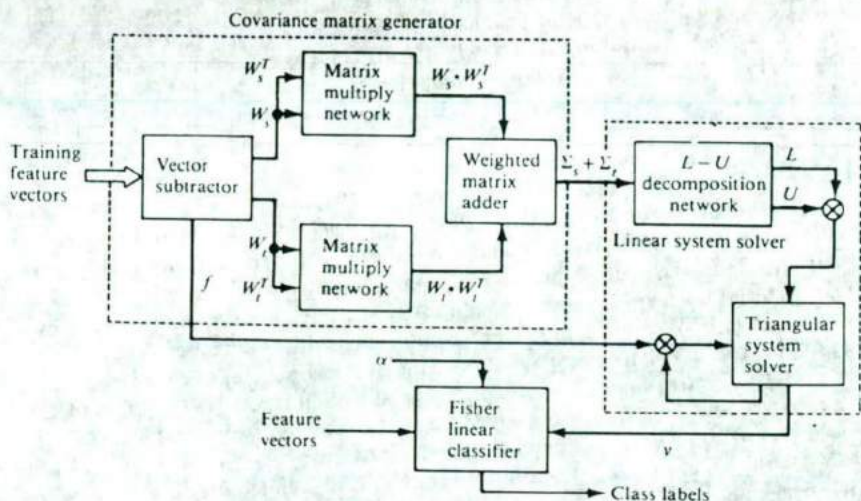 Covariance matrix generator
W_s^T
W_s
Matrix
multiply
network
W_s • W_s^T
Training
feature
vectors
Vector
subtractor
Weighted
matrix
adder
Σ_s + Σ_t
L – U
decomposition
network
L
U
Linear system solver
W_t
W_t^T
Matrix
multiply
network
W_t • W_t^T
f
Triangular
system
solver
α
Feature
vectors
Fisher
linear
classifier
v
Class labels